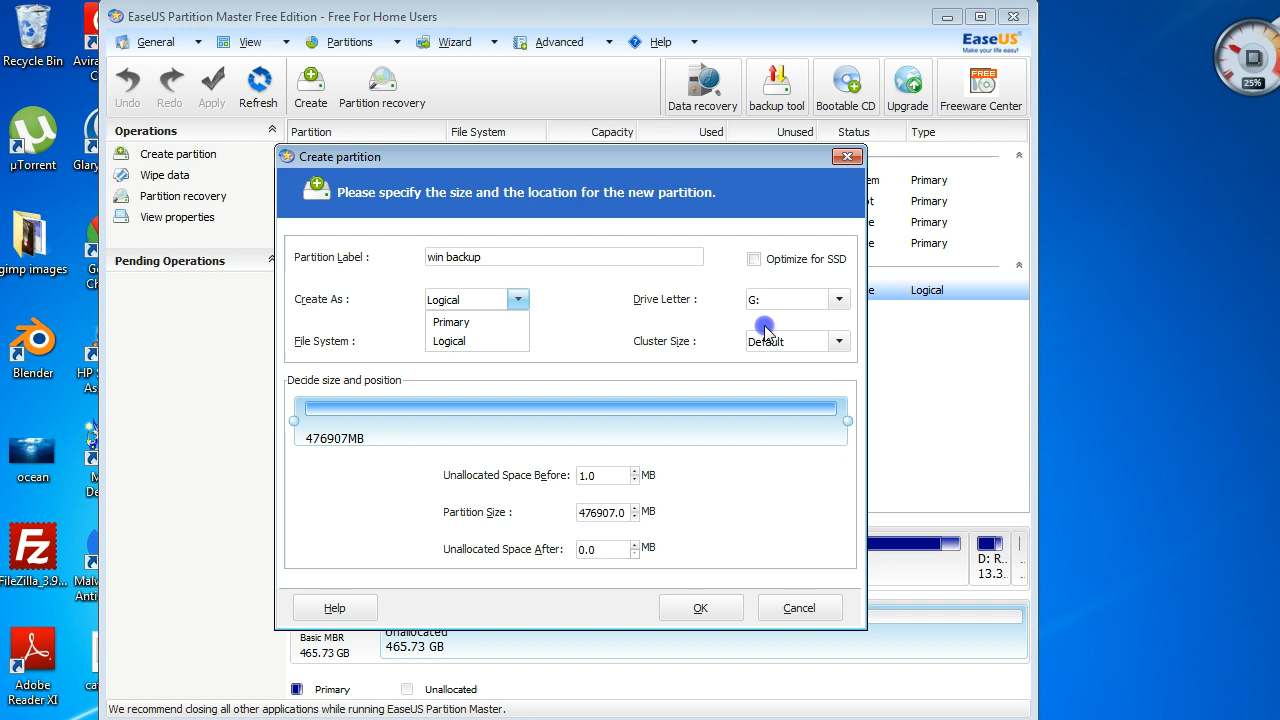 EaseUS Partition Master Free Edition - Free For Home Users
General View Partitions Wizard Advanced Help
EaseUS
Make your life easy!
Undo Redo Apply Refresh Create Partition recovery Data recovery backup tool Bootable CD Upgrade Freeware Center
FREE
Operations
Partition File System Capacity Used Unused Status Type
Create partition
Wipe data
Partition recovery
View properties
Pending Operations
Primary
Primary
Primary
Primary
Logical
Create partition
Please specify the size and the location for the new partition.
Partition Label : win backup Optimize for SSD
Create As : Logical Drive Letter : G:
Primary
Logical
File System : Cluster Size : Default
Decide size and position
476907MB
Unallocated Space Before: 1.0 MB
Partition Size : 476907.0 MB
Unallocated Space After: 0.0 MB
Help OK Cancel
D: R..
13.3..
Basic MBR
465.73 GB
Unallocated
465.73 GB
Primary Unallocated
We recommend closing all other applications while running EaseUS Partition Master.
Recycle Bin
µTorrent
gimp images
Blender
ocean
FileZilla_3.9...
Adobe
Reader XI
25%